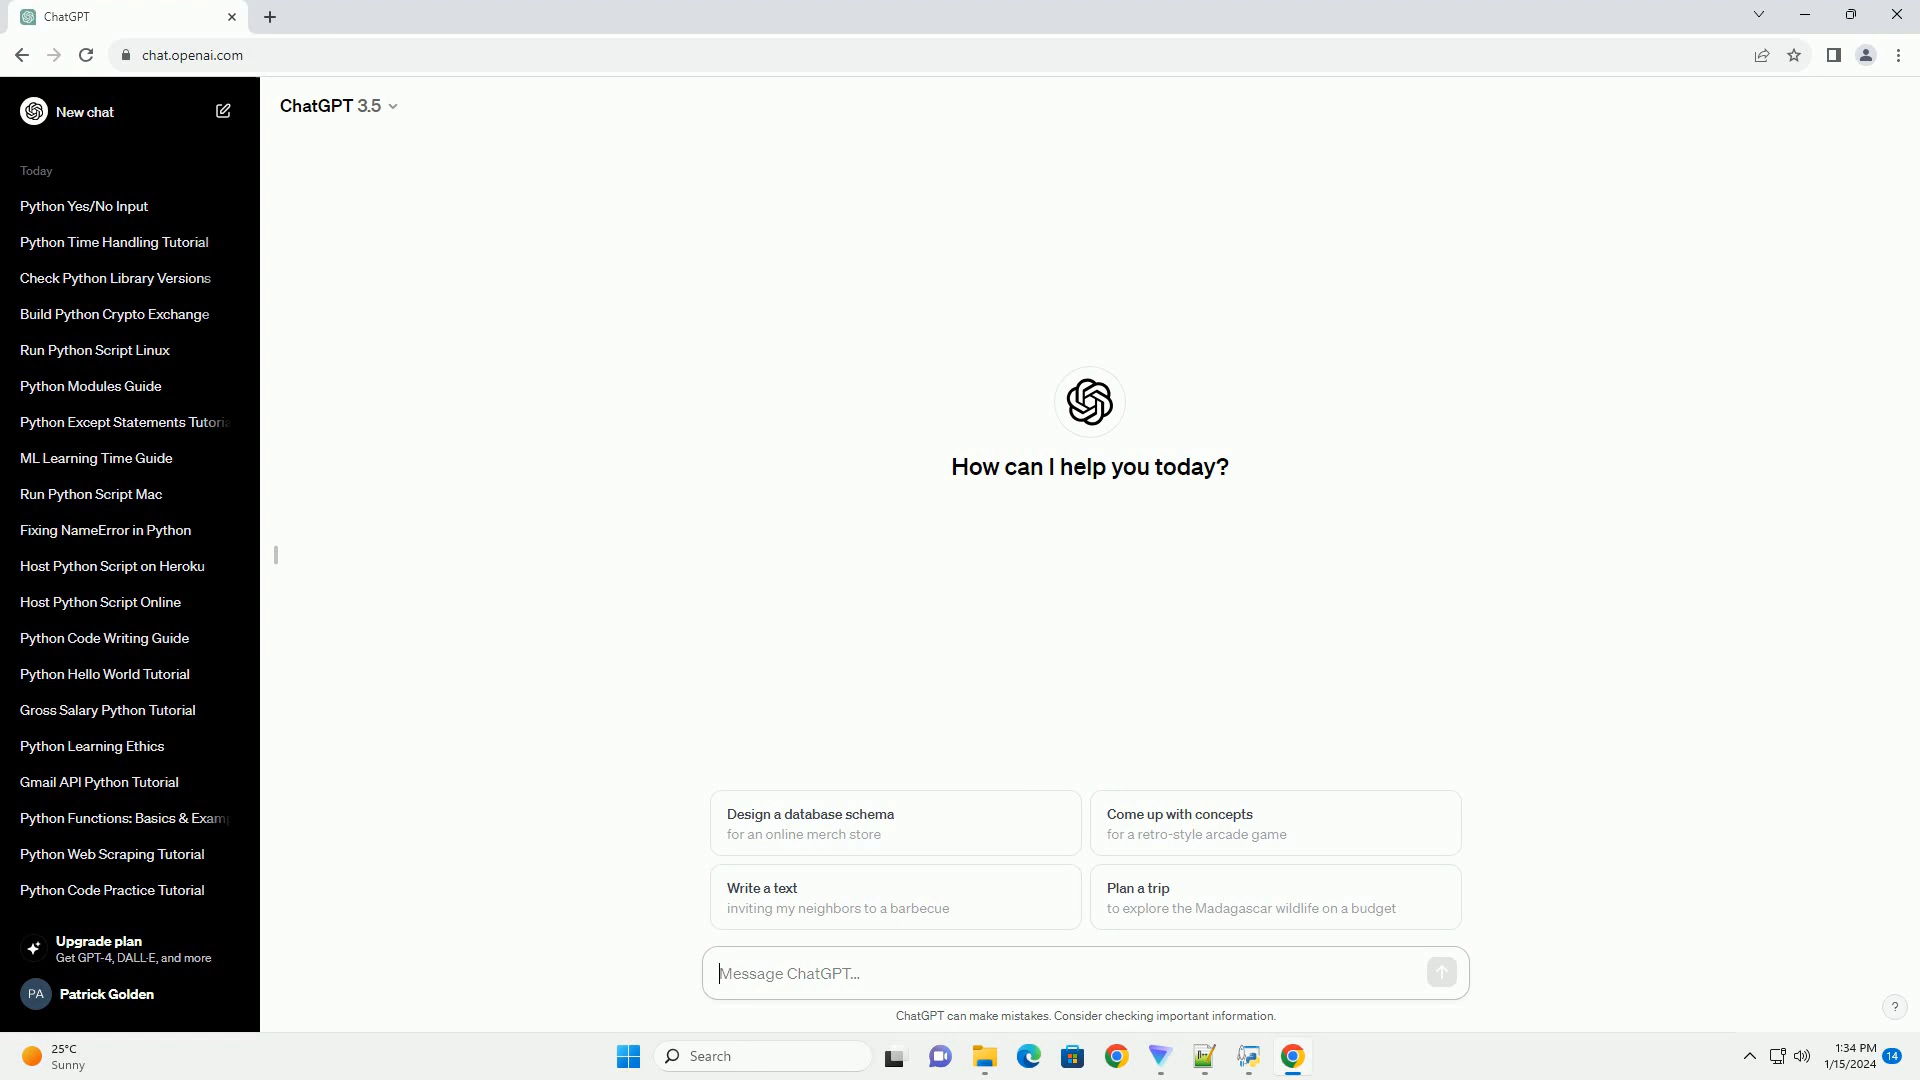 ChatGPT
chat.openai.com
New chat
ChatGPT 3.5
Today
Python Yes/No Input
Python Time Handling Tutorial
Check Python Library Versions
Build Python Crypto Exchange
Run Python Script Linux
Python Modules Guide
Python Except Statements Tutoria
ML Learning Time Guide
Run Python Script Mac
Fixing NameError in Python
Host Python Script on Heroku
Host Python Script Online
Python Code Writing Guide
Python Hello World Tutorial
Gross Salary Python Tutorial
Python Learning Ethics
Gmail API Python Tutorial
Python Functions: Basics & Exam
Python Web Scraping Tutorial
Python Code Practice Tutorial
Upgrade plan
Get GPT-4, DALL·E, and more
PA
Patrick Golden
How can I help you today?
Design a database schema
for an online merch store
Come up with concepts
for a retro-style arcade game
Write a text
inviting my neighbors to a barbecue
Plan a trip
to explore the Madagascar wildlife on a budget
Message ChatGPT...
ChatGPT can make mistakes. Consider checking important information.
?
25°C
Sunny
Search
1:34 PM
1/15/2024
14